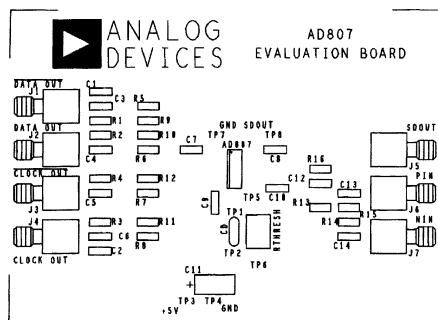 ANALOG DEVICES
AD807
EVALUATION BOARD
DATA OUT
J1
C1
C3
R5
R1
R9
DATA OUT
J2
R2
R10
C4
R6
C7
GND SDOUT
TP7
TP8
AD807
C8
SDOUT
J5
CLOCK OUT
R4
R12
C5
R7
J3
R16
C12
C13
PIN
J6
TP5
C10
C9
R13
R15
NIN
J7
J4
R3
R11
C6
R8
C2
CLOCK OUT
TP1
CD
TP2
RTHRESH
R14
C14
TP6
C11
+
TP3 TP4
+5V
GND